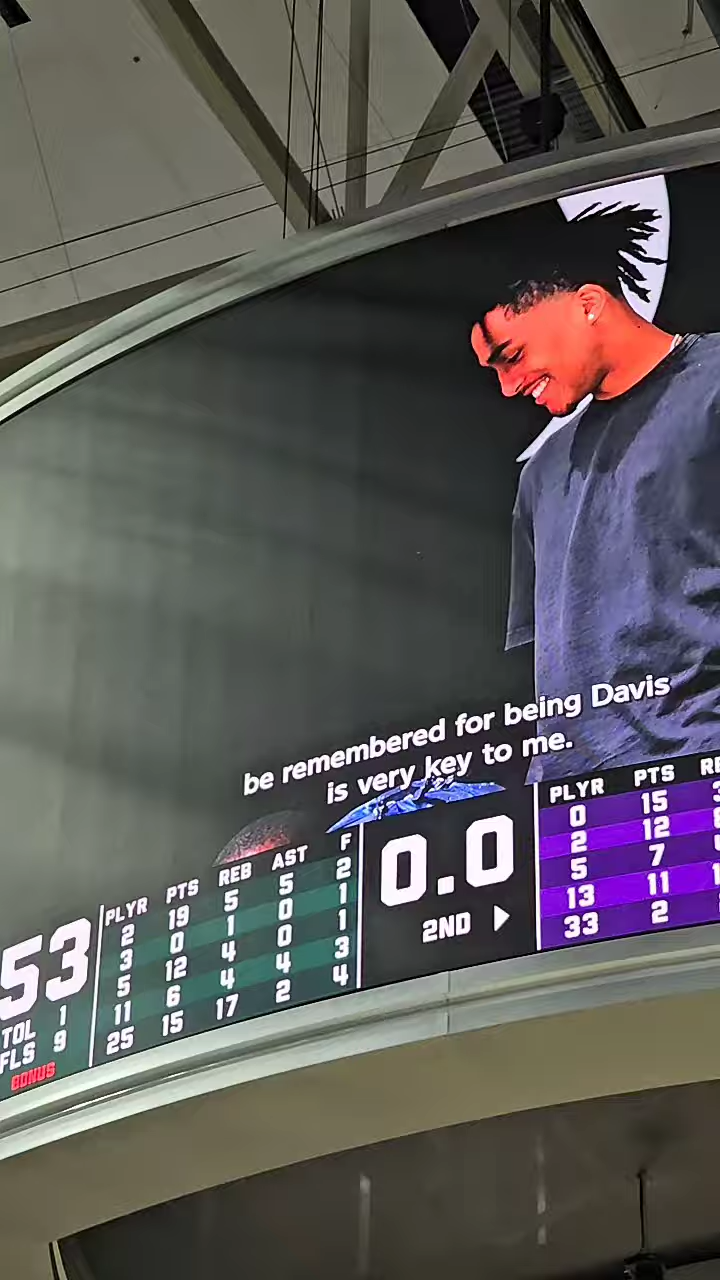 be remembered for being Davis
is very key to me.
53
TOL 1
FLS 9
BONUS
PLYR PTS REB AST F
2 19 5 5 2
3 0 1 0 1
5 12 4 0 1
11 6 4 4 3
25 15 17 2 4
0.0
2ND
PLYR PTS
0 15
2 12
5 7
13 11
33 2